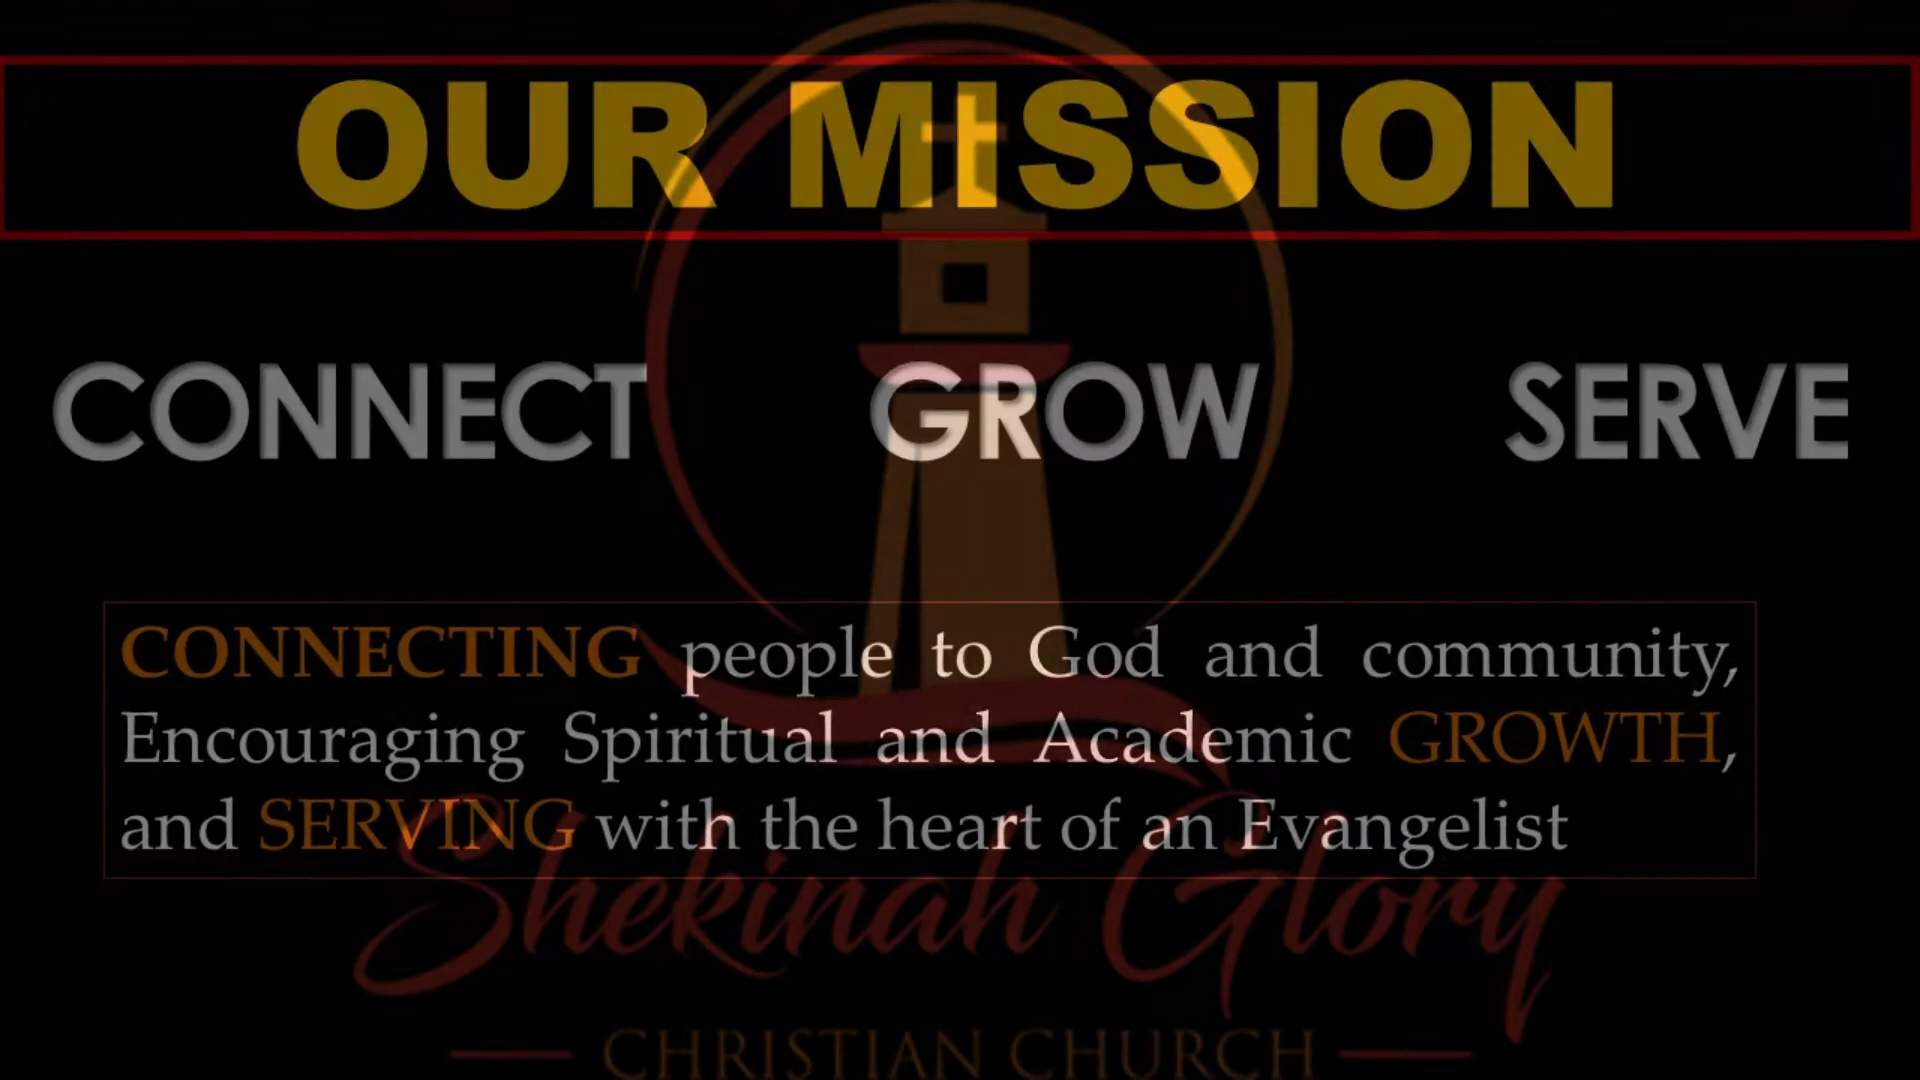 OUR MISSION
CONNECT GROW SERVE
CONNECTING people to God and community,
Encouraging Spiritual and Academic GROWTH,
and SERVING with the heart of an Evangelist
Shekinah Glory
CHRISTIAN CHURCH